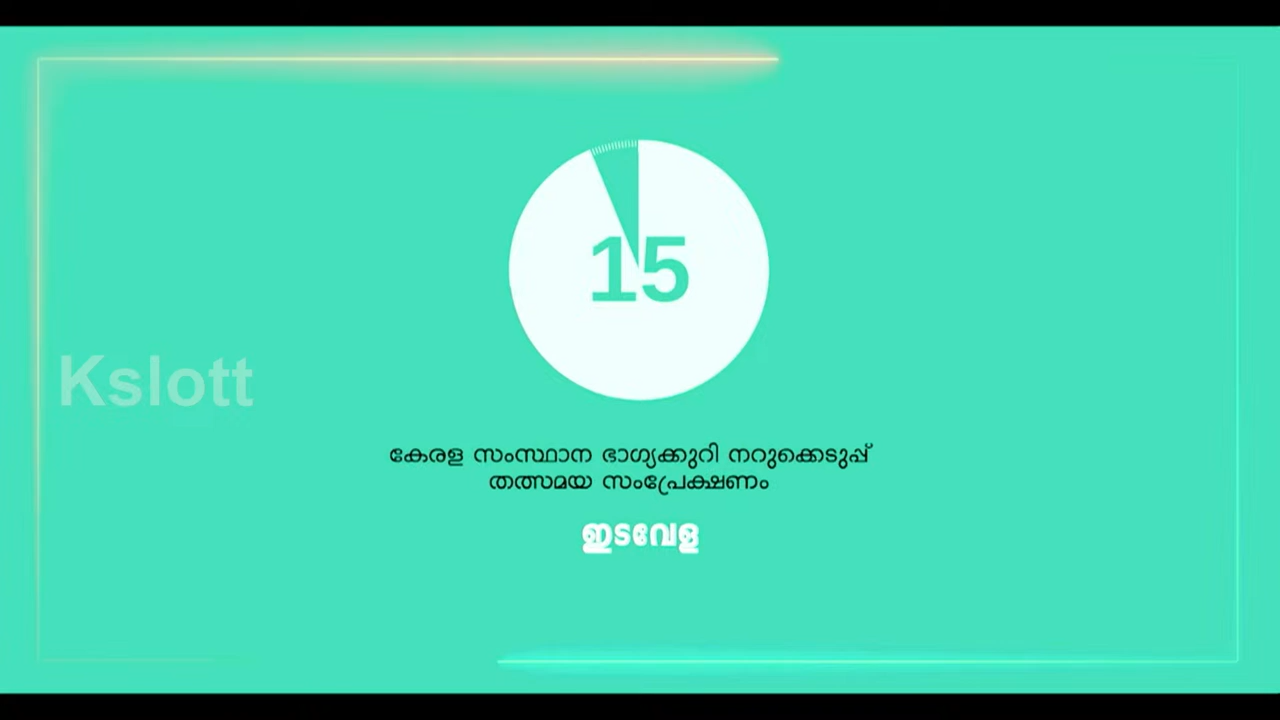 15
Kslott
കേരള സംസ്ഥാന ഭാഗ്യക്കുറി നറുക്കെടുപ്പ്
തത്സമയ സംപ്രേക്ഷണം
ഇടവേള